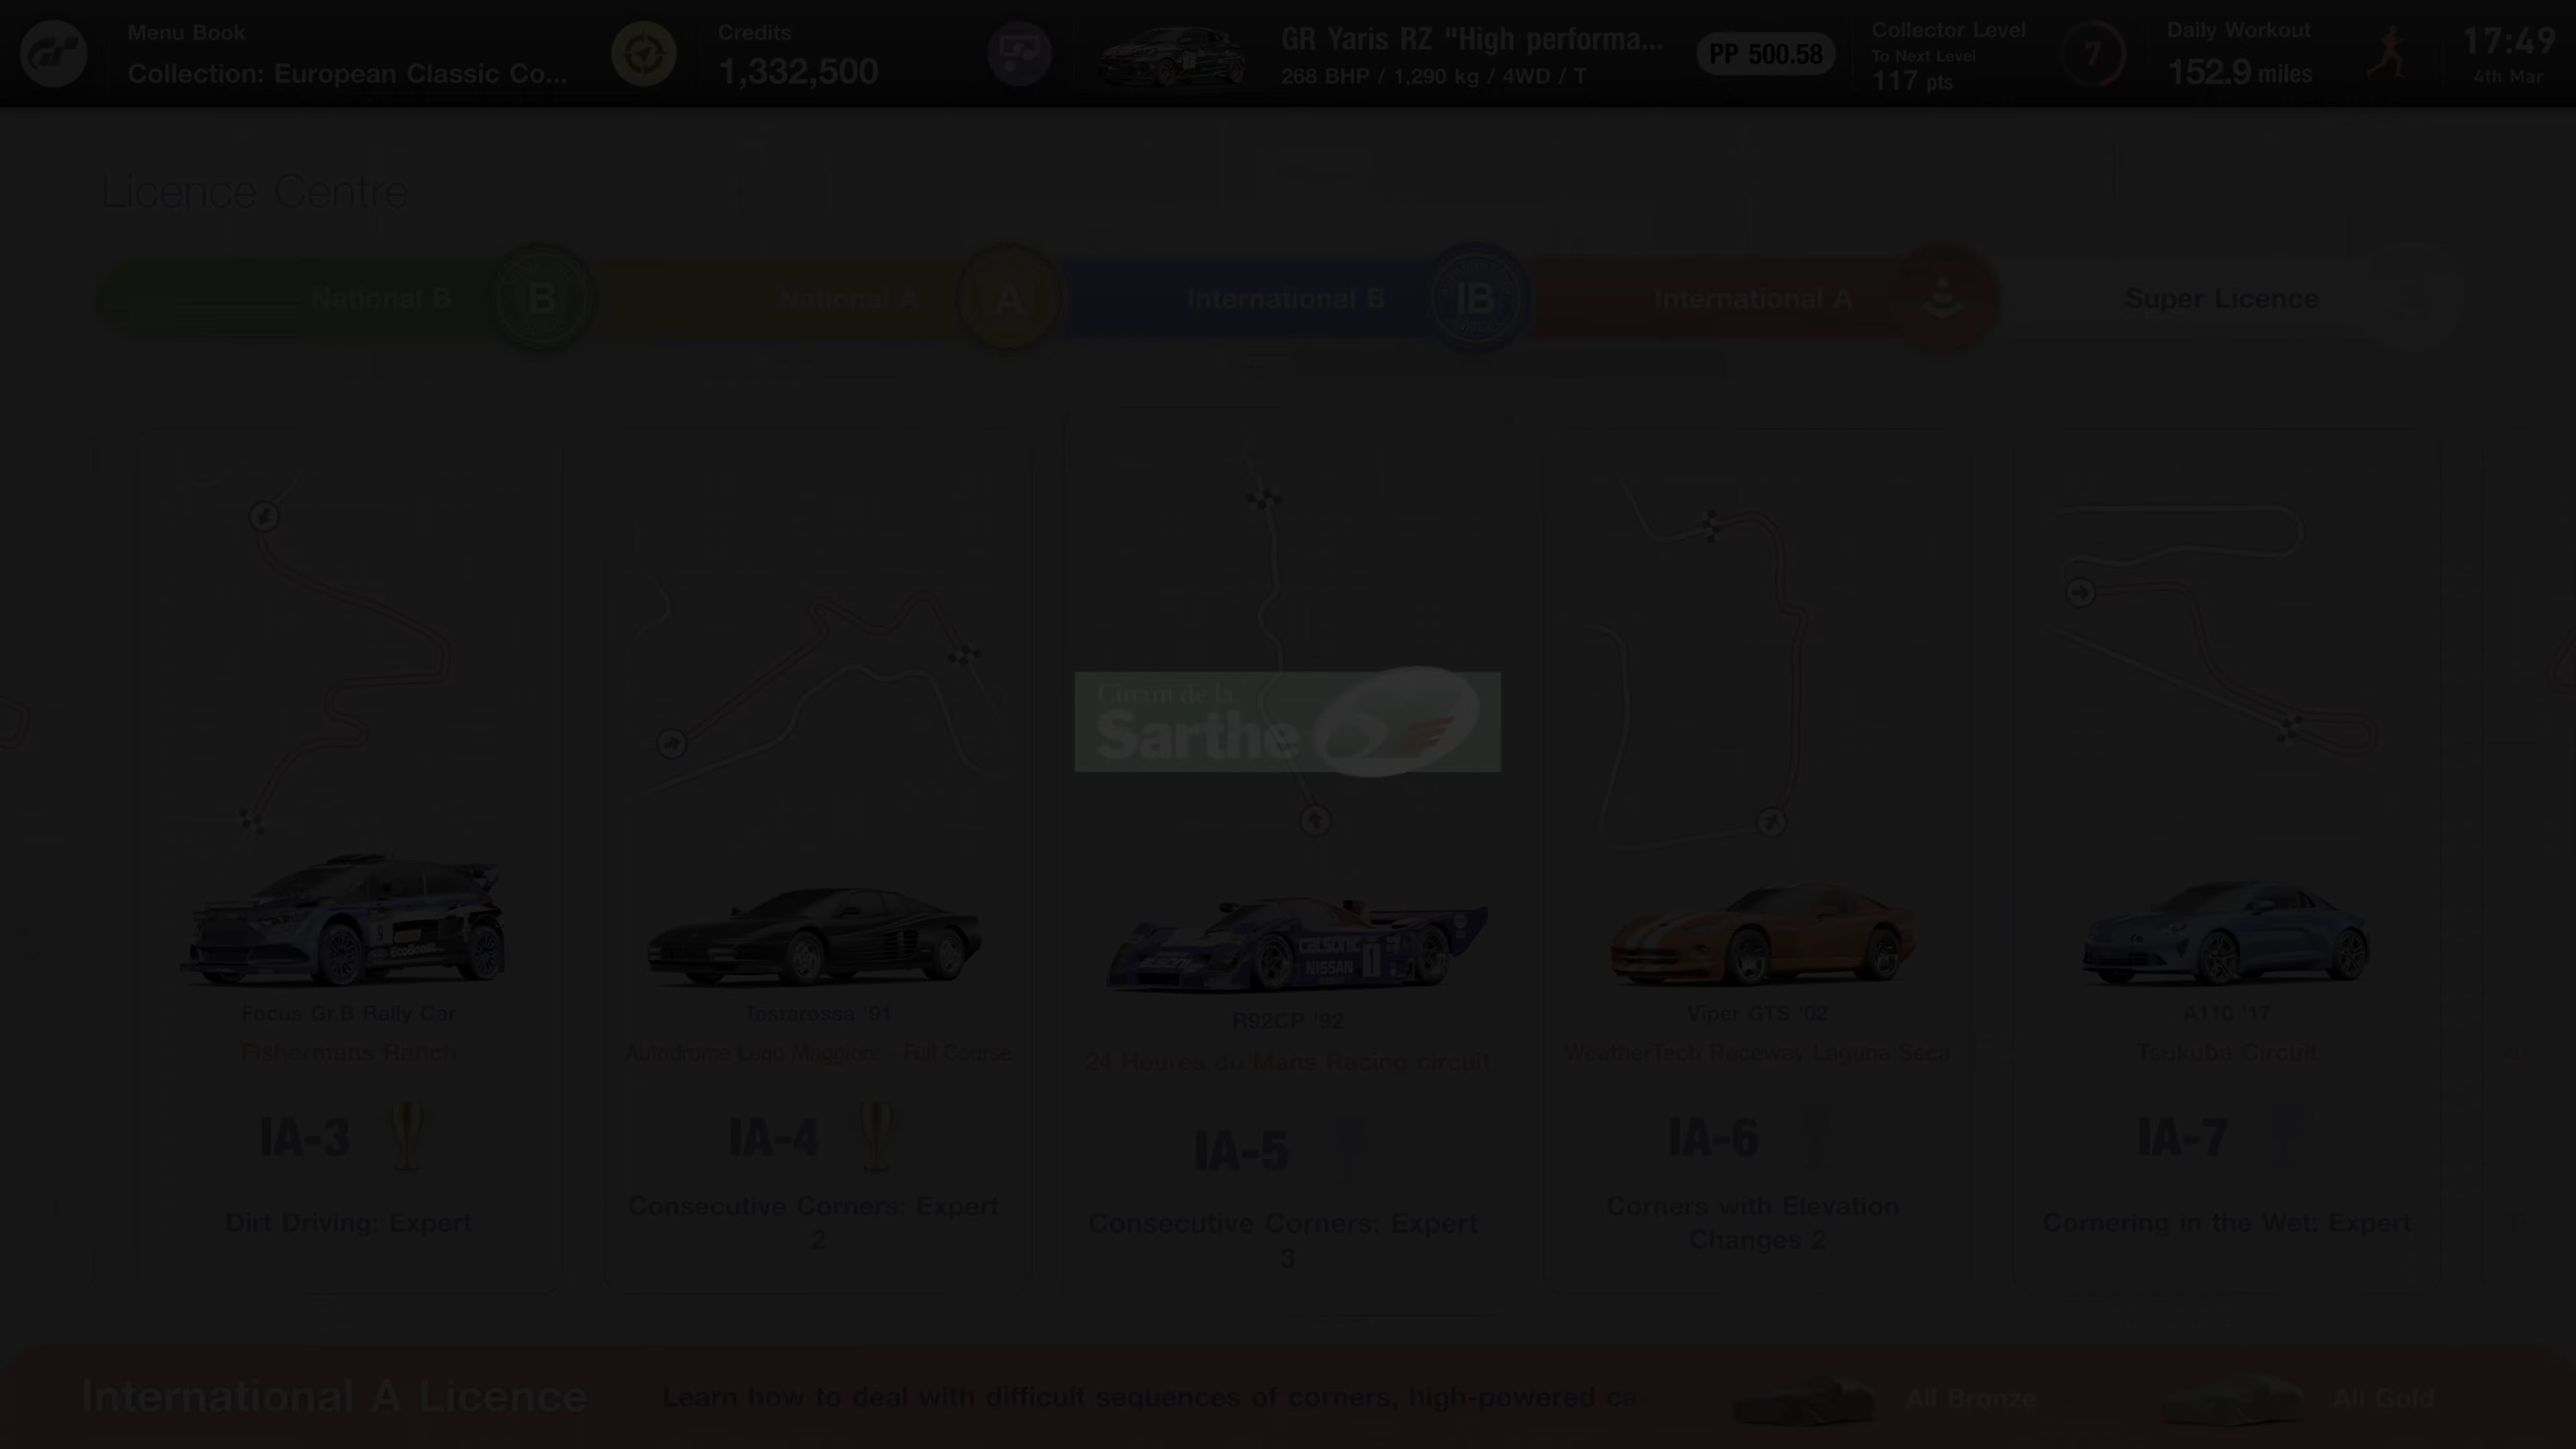 Menu Book
Collection: European Classic Co...
Credits
1,332,500
GR Yaris RZ "High performa...
268 BHP / 1,290 kg / 4WD / T
PP 500.58
Collector Level
To Next Level
117 pts
7
Daily Workout
152.9 miles
17:49
4th Mar
Licence Centre
National B
B
National A
A
International B
IB
International A
Super Licence
Circuit de la
Sarthe
9
EcoBoost
calsonic
NISSAN
1
Focus Gr.B Rally Car
Fishermans Ranch
IA-3
Dirt Driving: Expert
Testarossa '91
Autodrome Lago Maggiore - Full Course
IA-4
Consecutive Corners: Expert
2
R92CP '92
24 Heures du Mans Racing circuit
IA-5
Consecutive Corners: Expert
3
Viper GTS '02
WeatherTech Raceway Laguna Seca
IA-6
Corners with Elevation
Changes 2
A110 '17
Tsukuba Circuit
IA-7
Cornering in the Wet: Expert
International A Licence
Learn how to deal with difficult sequences of corners, high-powered ca
All Bronze
All Gold